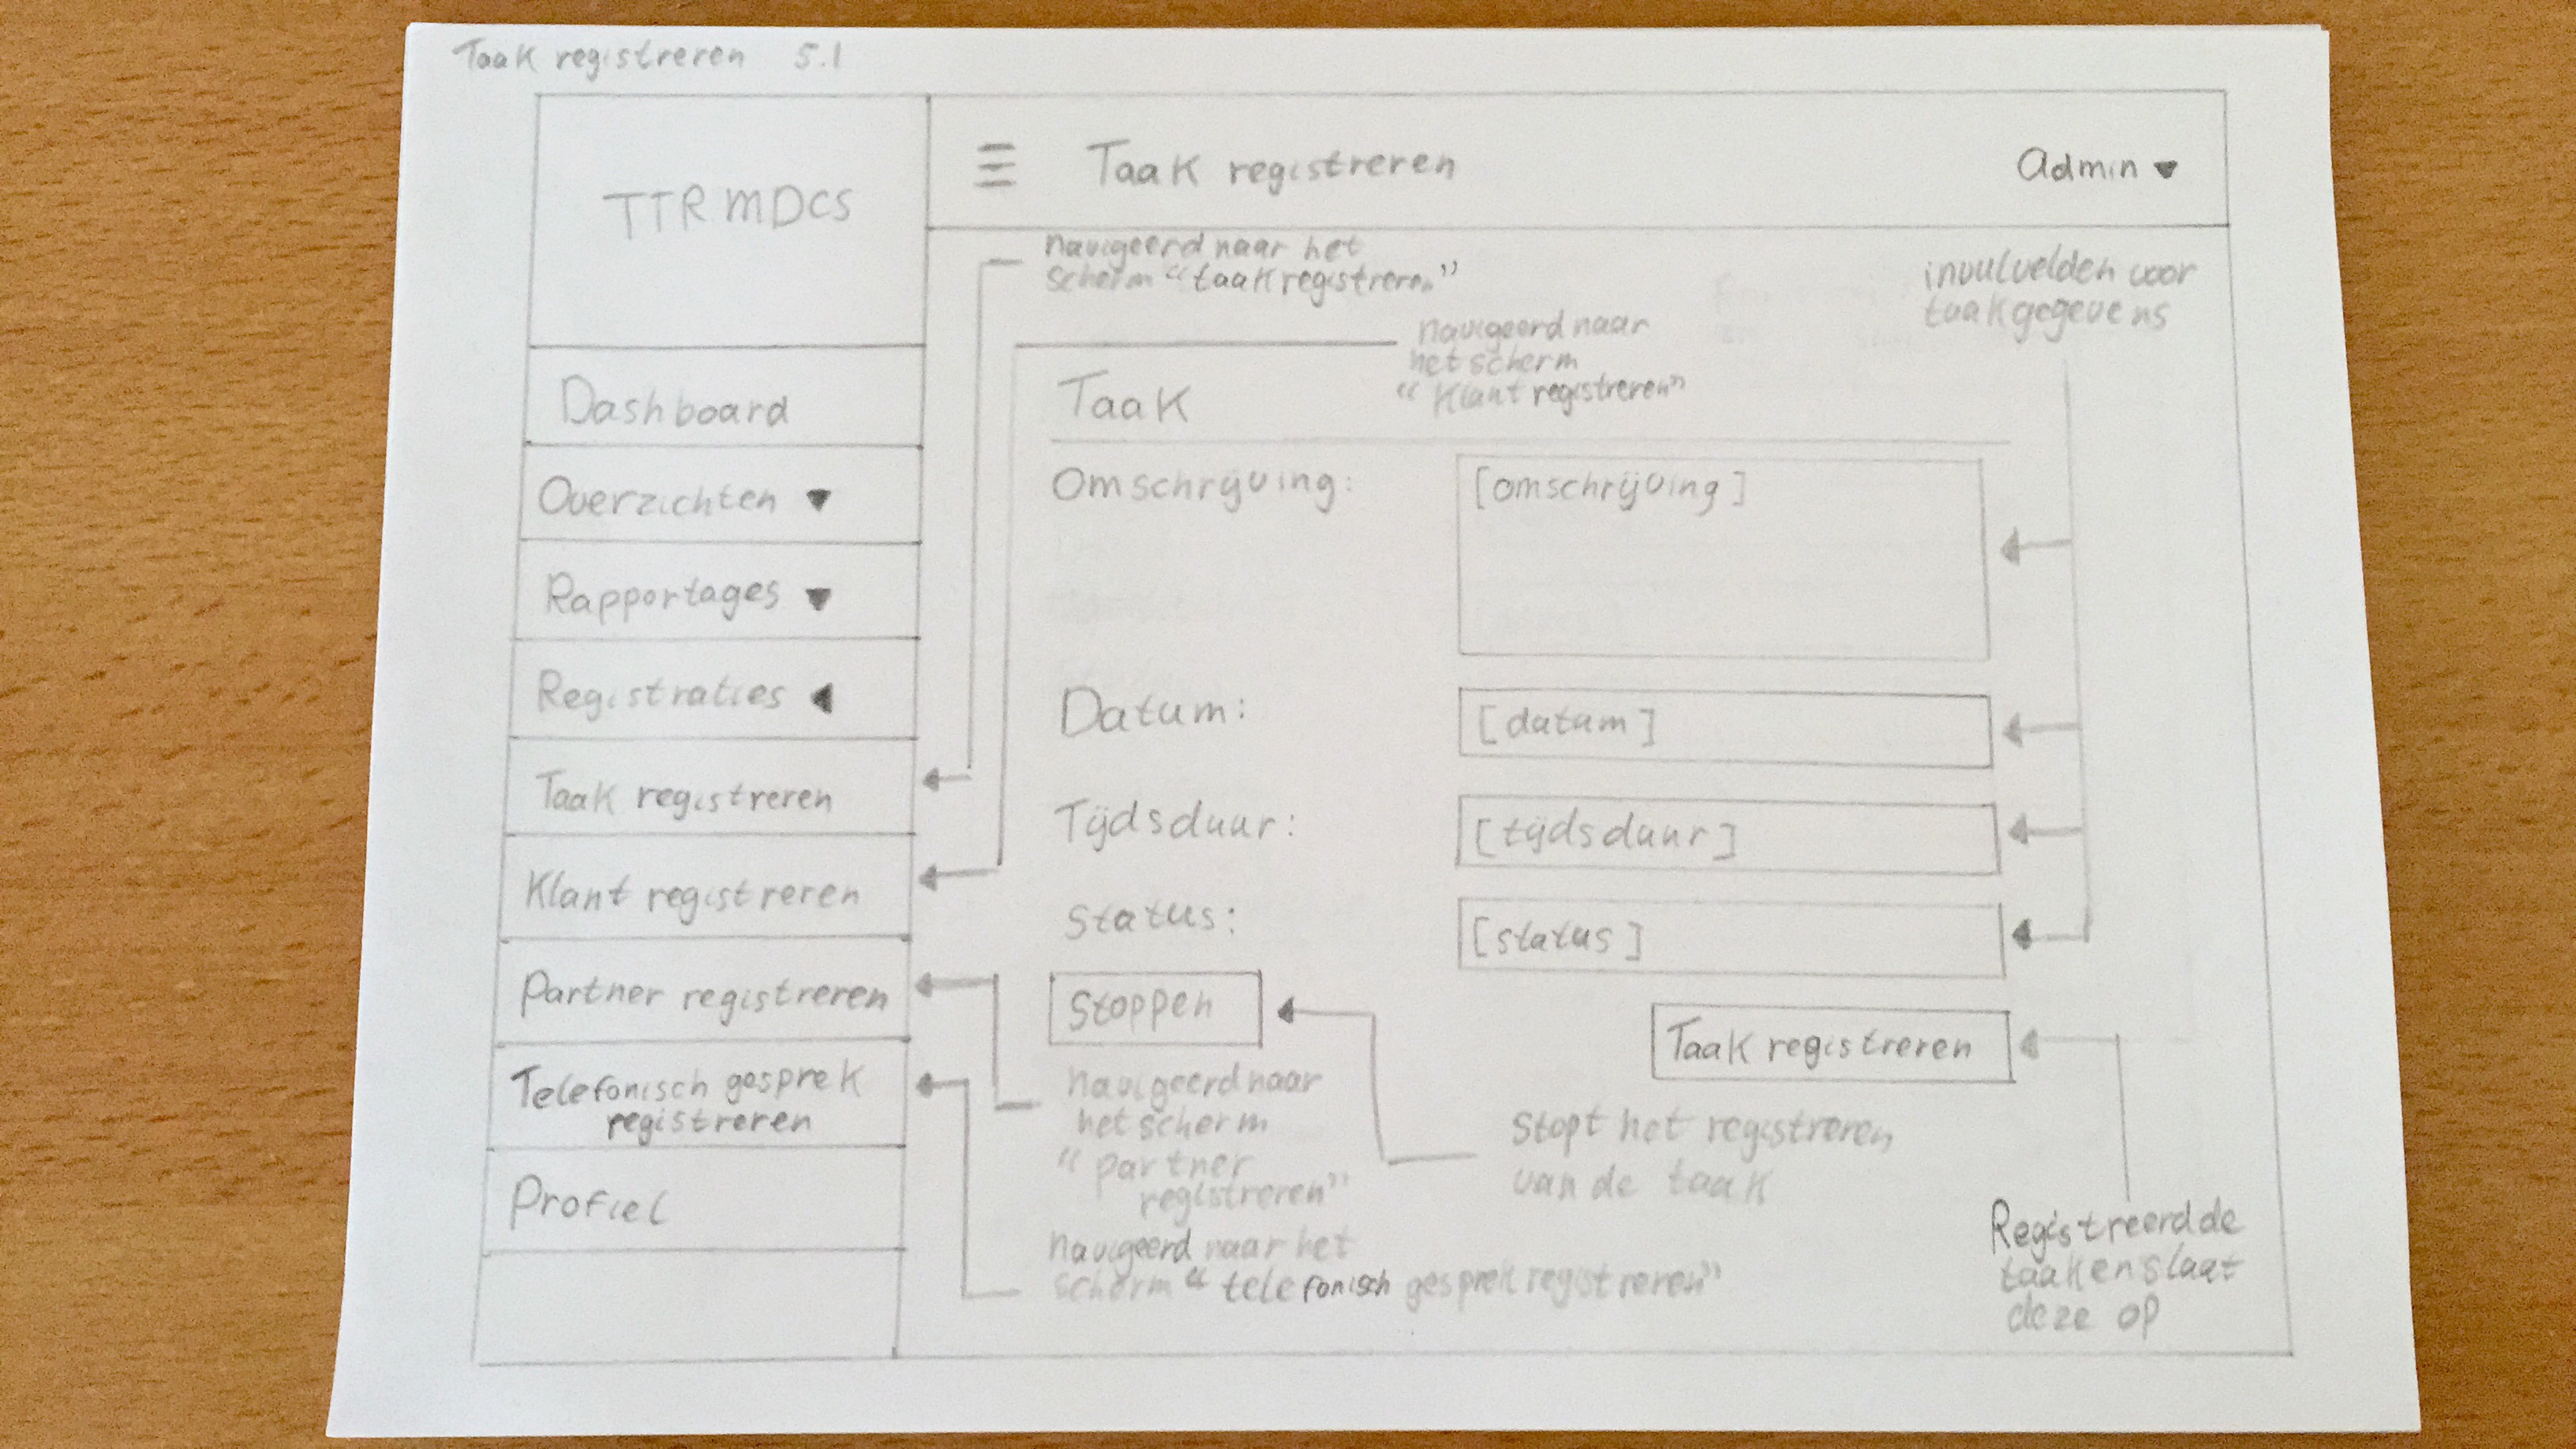 Taak registreren 5.1
TTRMDCS
☰ Taak registreren
Admin ▾
Dashboard
Overzichten ▼
Rapportages ▼
Registraties ◀
Taak registreren
Klant registreren
Partner registreren
Telefonisch gesprek
registreren
Profiel
navigeerd naar het
scherm “taak registreren”
navigeerd naar
het scherm
“Klant registreren”
invulvelden voor
taakgegevens
Taak
Omschrijving:
[omschrijving]
Datum:
[datum]
Tijdsduur:
[tijdsduur]
Status:
[status]
Stoppen
Taak registreren
navigeerd naar
het scherm
“partner
registreren”
Stopt het registreren
van de taak
navigeerd naar het
scherm “telefonisch gesprek registreren”
Registreerd de
taak en slaat
deze op